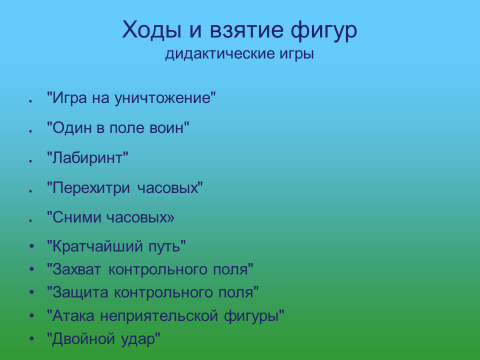 Ходы и взятие фигур
дидактические игры
• "Игра на уничтожение"
• "Один в поле воин"
• "Лабиринт"
• "Перехитри часовых"
• "Сними часовых»
• "Кратчайший путь"
• "Захват контрольного поля"
• "Защита контрольного поля"
• "Атака неприятельской фигуры"
• "Двойной удар"